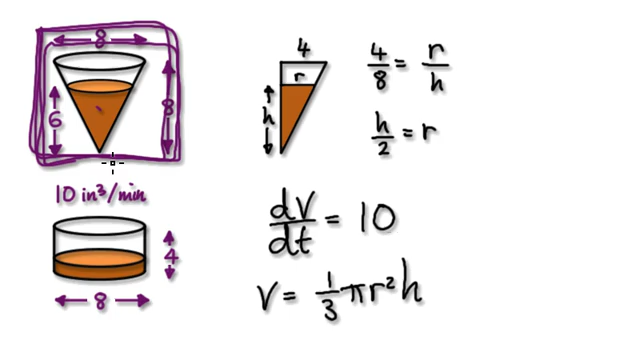 8
6
8
10 in³/min
4
8
4
r
h
4/8 = r/h
h/2 = r
dV/dt = 10
V = 1/3 πr²h